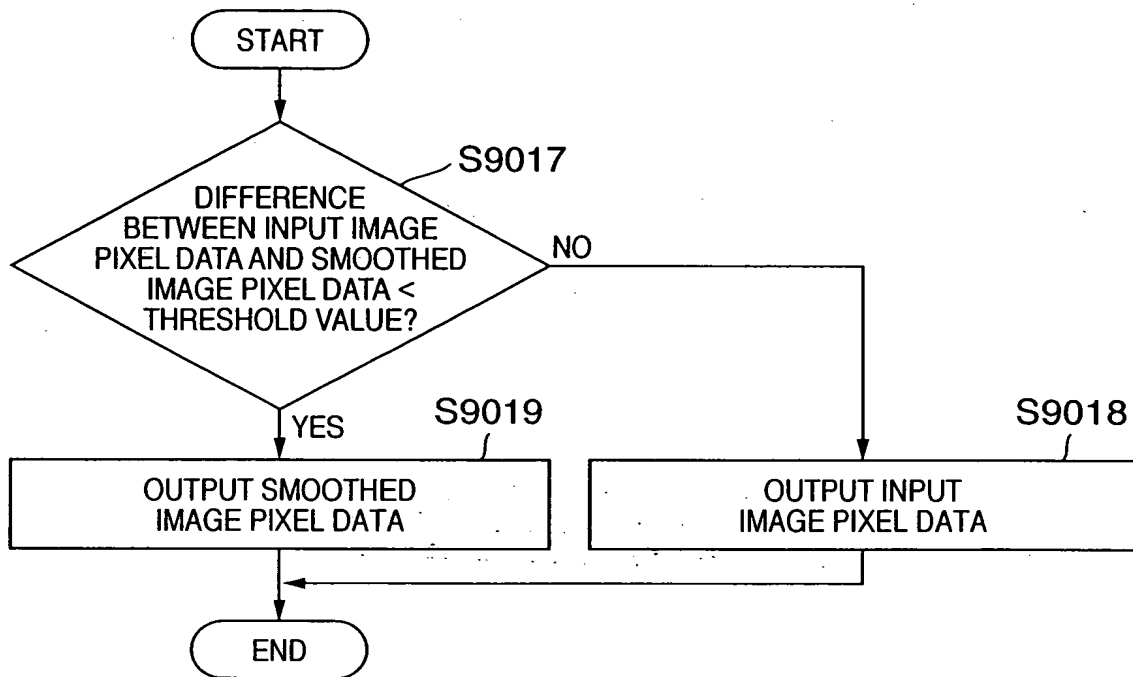 START
S9017
DIFFERENCE
BETWEEN INPUT IMAGE
PIXEL DATA AND SMOOTHED
IMAGE PIXEL DATA <
THRESHOLD VALUE?
NO
YES
S9019
S9018
OUTPUT SMOOTHED
IMAGE PIXEL DATA
OUTPUT INPUT
IMAGE PIXEL DATA
END